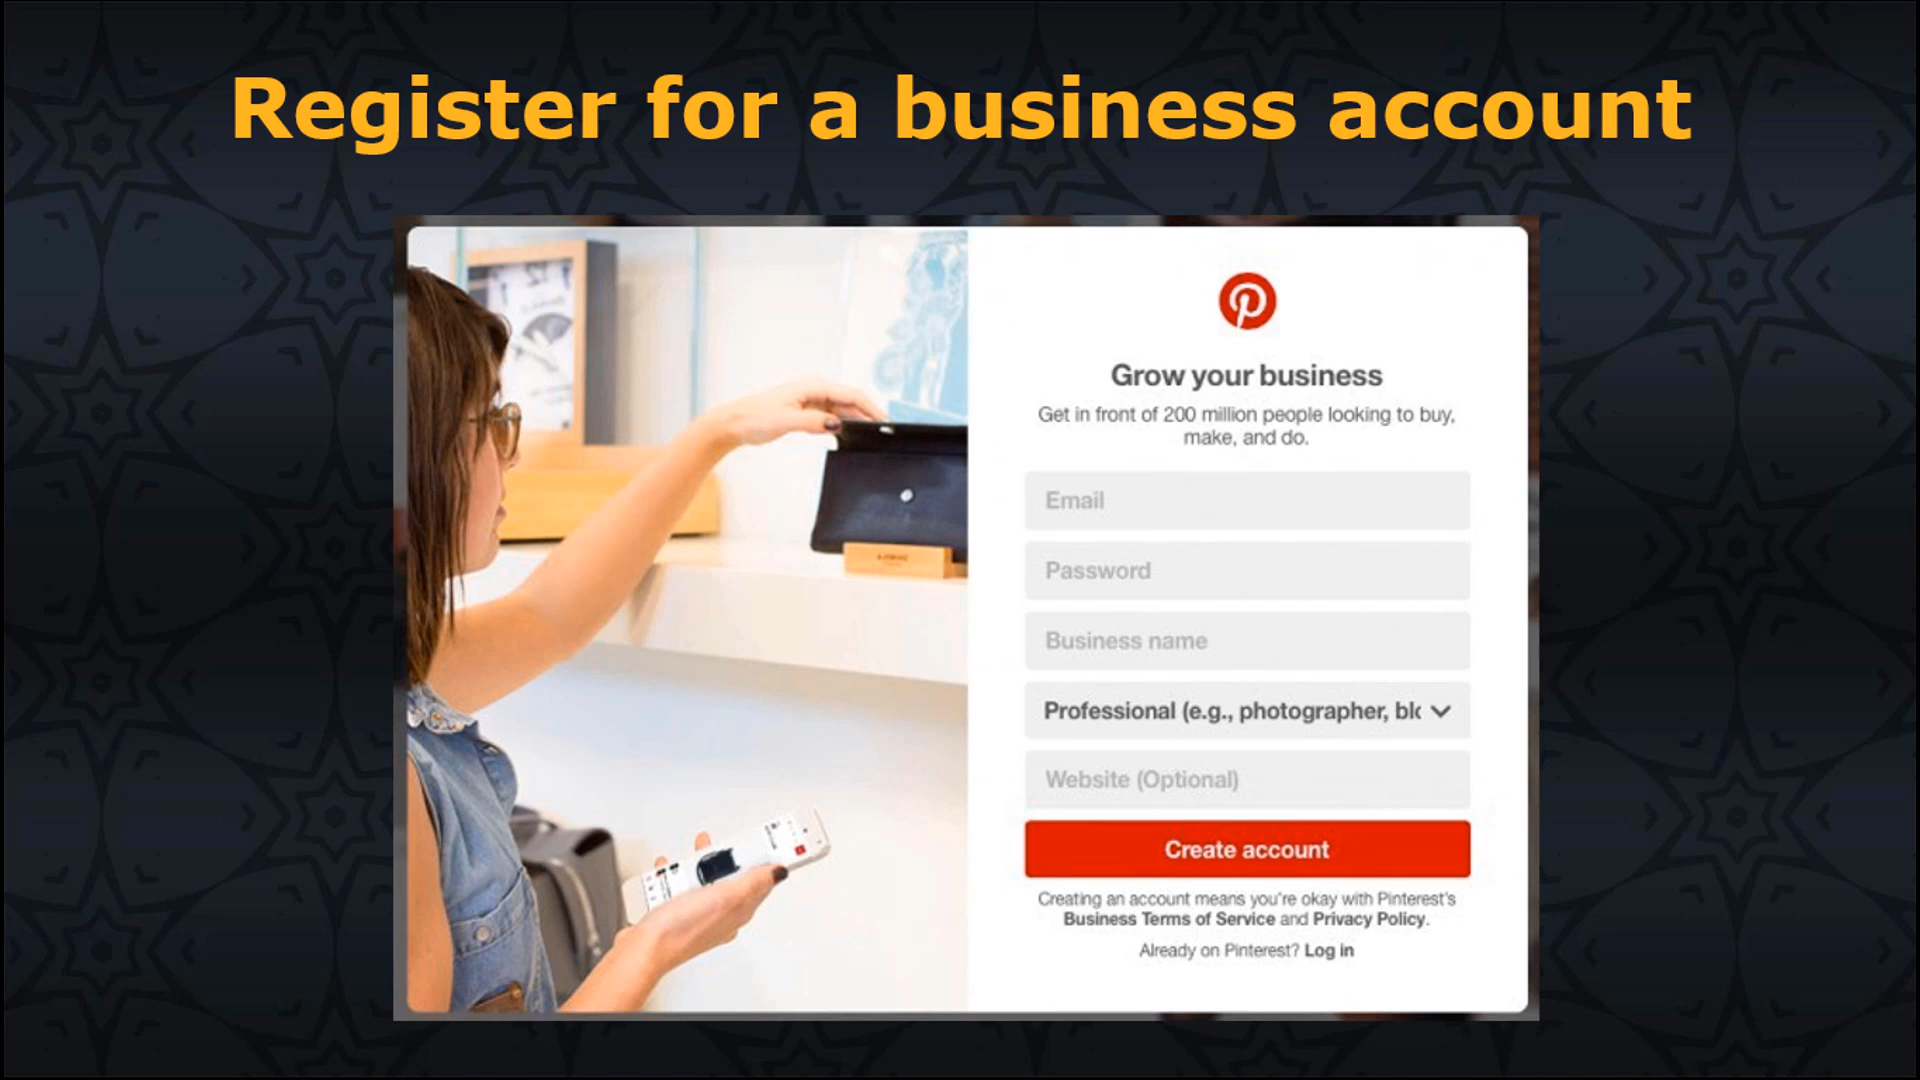 Register for a business account
Grow your business
Get in front of 200 million people looking to buy,
make, and do.
Email
Password
Business name
Professional (e.g., photographer, blo
Website (Optional)
Create account
Creating an account means you're okay with Pinterest's
Business Terms of Service and Privacy Policy.
Already on Pinterest? Log in